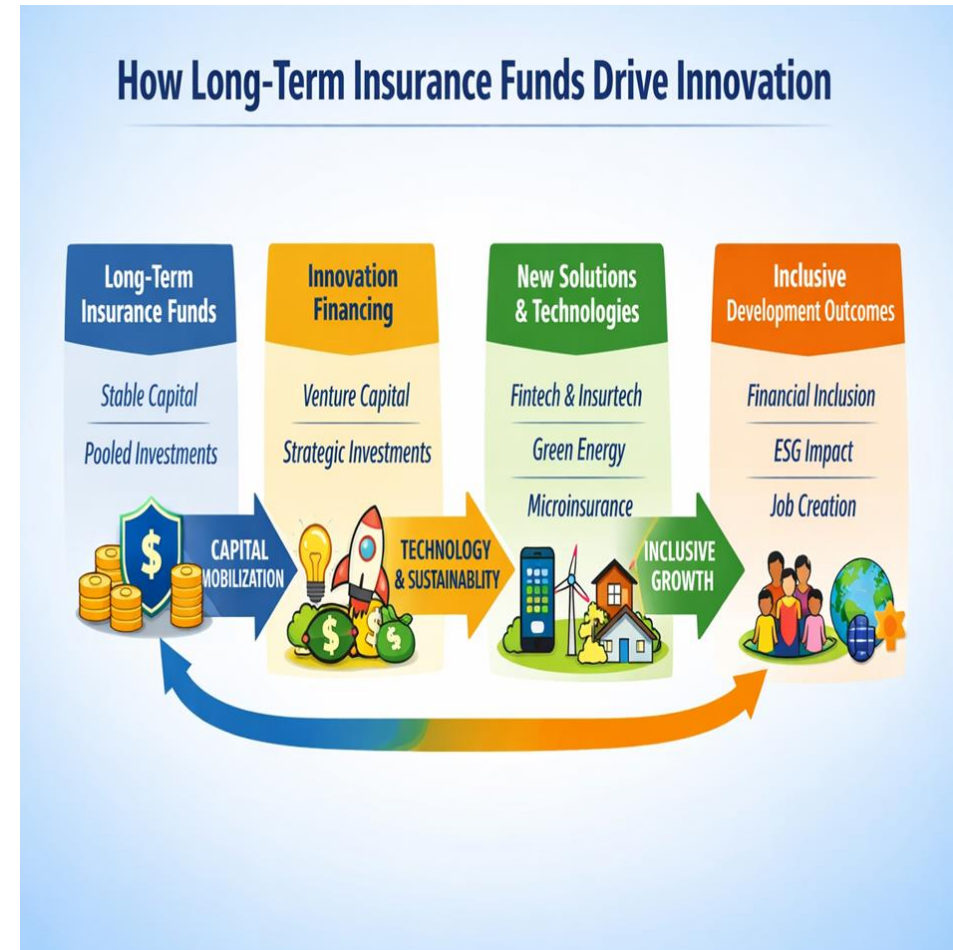 How Long-Term Insurance Funds Drive Innovation
Long-Term
Insurance Funds
Stable Capital
Pooled Investments
$
CAPITAL
MOBILIZATION
Innovation
Financing
Venture Capital
Strategic Investments
$
$
$
TECHNOLOGY
& SUSTAINABLITY
New Solutions
& Technologies
Fintech & Insurtech
Green Energy
Microinsurance
INCLUSIVE
GROWTH
Inclusive
Development Outcomes
Financial Inclusion
ESG Impact
Job Creation